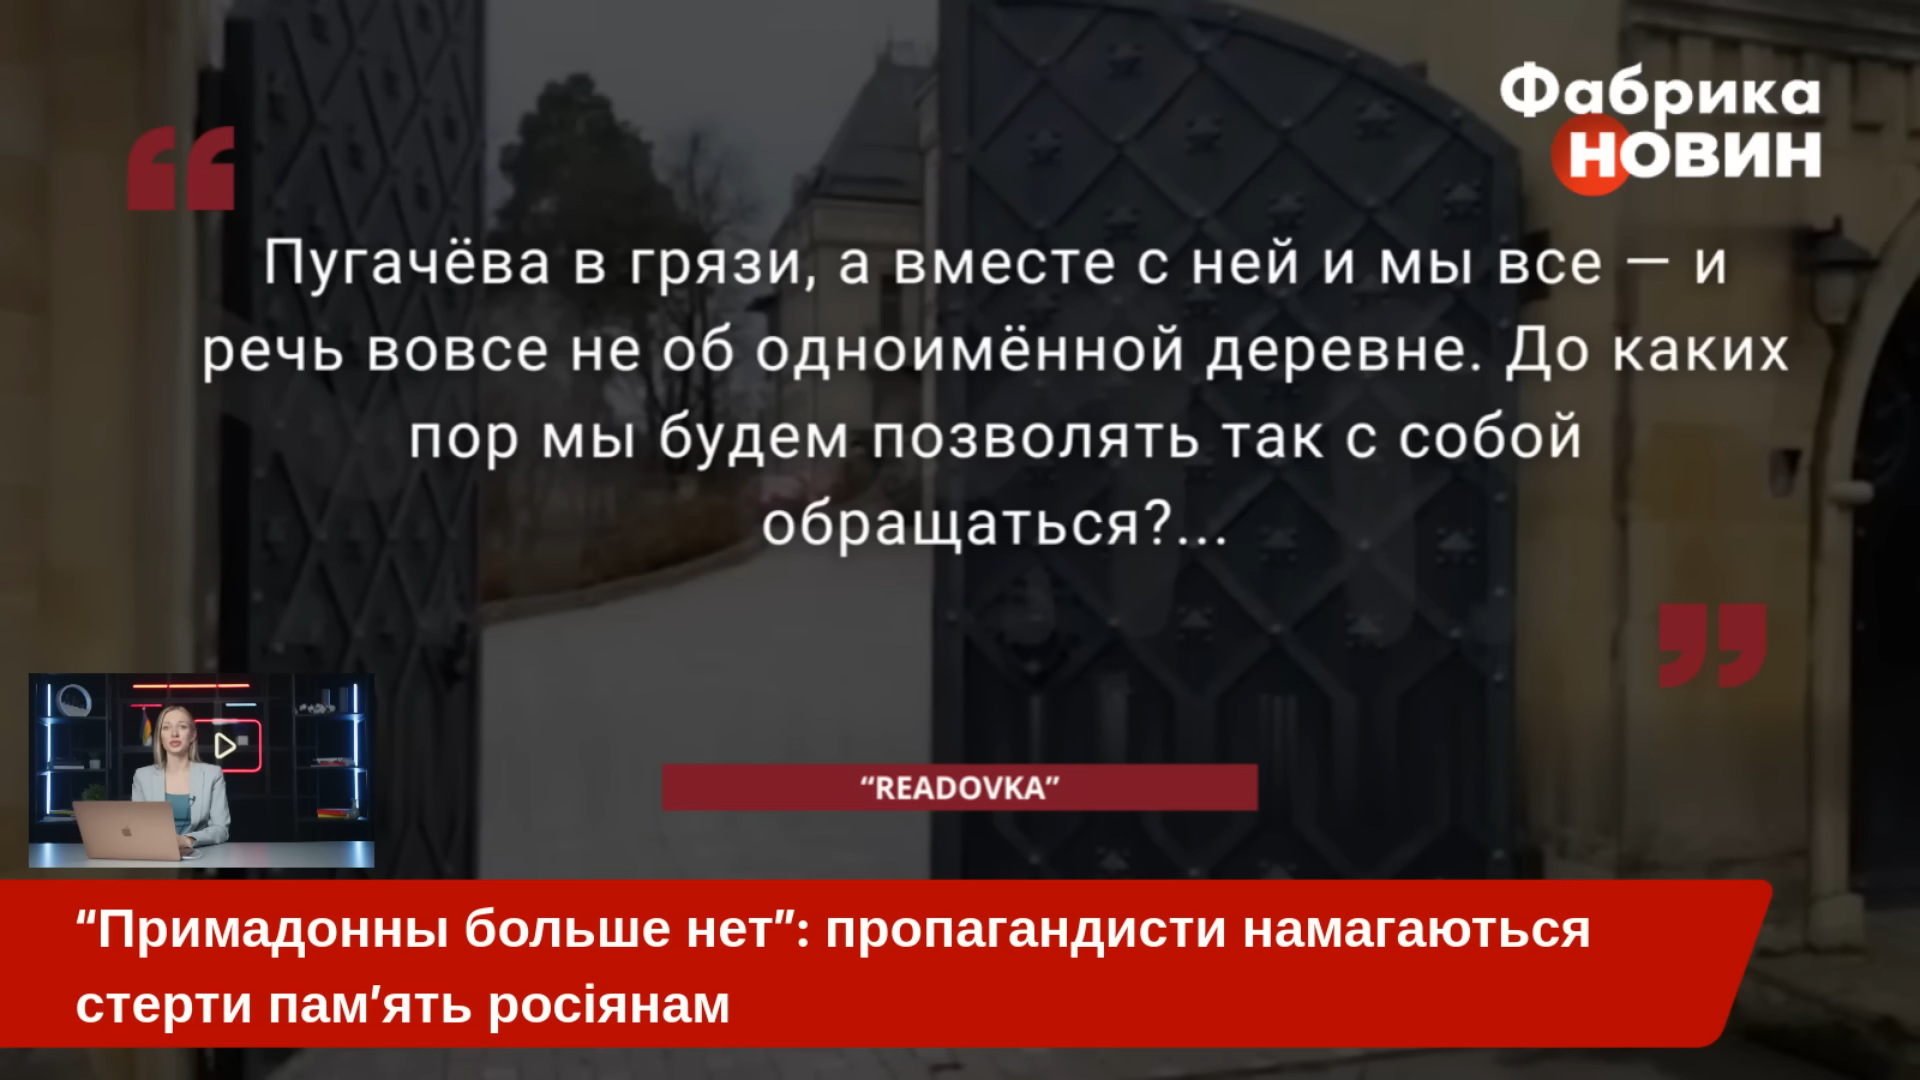 Фабрика
новин
Пугачёва в грязи, а вместе с ней и мы все — и
речь вовсе не об одноимённой деревне. До каких
пор мы будем позволять так с собой
обращаться?...
“READOVKA”
“Примадонны больше нет”: пропагандисти намагаються
стерти пам’ять росіянам